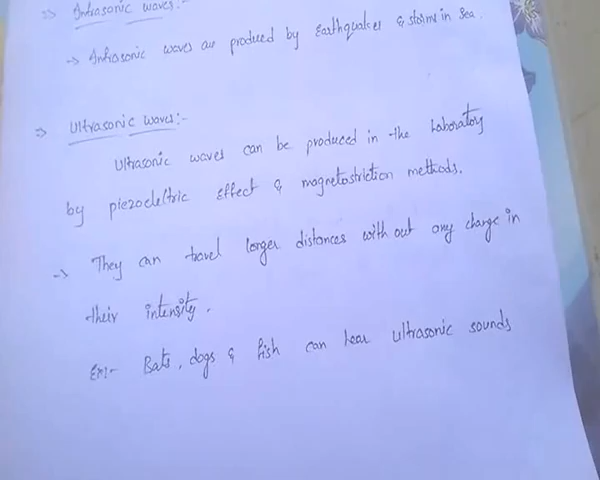 ⇒ Infrasonic waves:-
→ Infrasonic waves are produced by Earthquakes & storms in Sea.
⇒ Ultrasonic waves:-
Ultrasonic waves can be produced in the Laboratory
by piezoeleltric effect & magnetostriction methods.
→ They can travel larger distances with out any change in
their intensity.
Ex:- Bats, dogs & fish can hear ultrasonic sounds